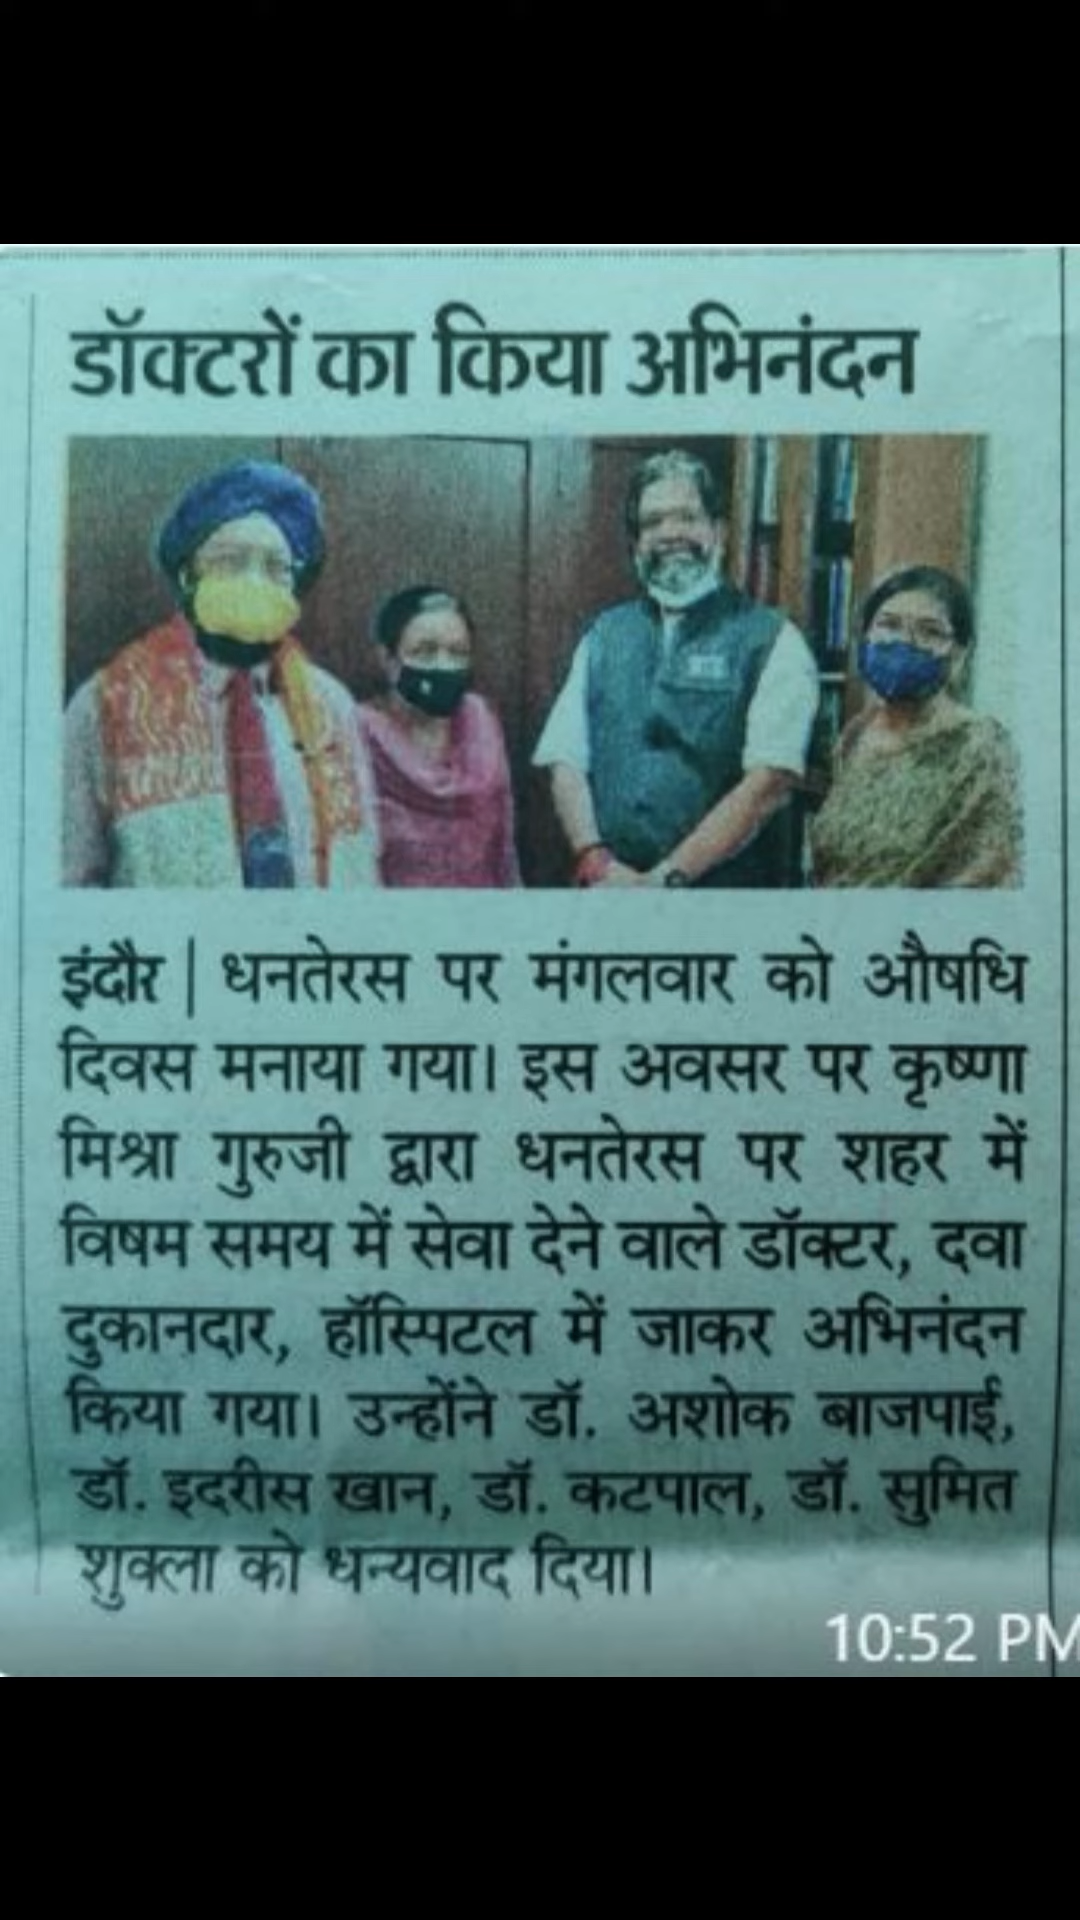 डॉक्टरों का किया अभिनंदन
इंदौर | धनतेरस पर मंगलवार को औषधि
दिवस मनाया गया। इस अवसर पर कृष्णा
मिश्रा गुरुजी द्वारा धनतेरस पर शहर में
विषम समय में सेवा देने वाले डॉक्टर, दवा
दुकानदार, हॉस्पिटल में जाकर अभिनंदन
किया गया। उन्होंने डॉ. अशोक बाजपाई,
डॉ. इदरीस खान, डॉ. कटपाल, डॉ. सुमित
शुक्ला को धन्यवाद दिया।
10:52 PM